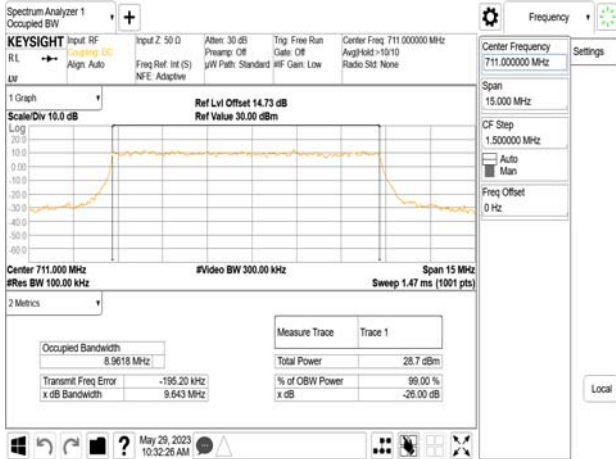 Spectrum Analyzer 1
Occupied BW
KEYSIGHT
Input: RF
Coupling: DC
Align: Auto
Input Z: 50 Ω
Freq Ref: Int (S)
NFE: Adaptive
Atten: 30 dB
Preamp: Off
µW Path: Standard
Trig: Free Run
Gate: Off
#IF Gain: Low
Center Freq: 711.000000 MHz
Avg|Hold:>10/10
Radio Std: None
RL
1 Graph
Scale/Div 10.0 dB
Ref Lvl Offset 14.73 dB
Ref Value 30.00 dBm
Log
20.0
10.0
0.00
-10.0
-20.0
-30.0
-40.0
-50.0
-60.0
Center 711.000 MHz
#Video BW 300.00 kHz
Span 15 MHz
#Res BW 100.00 kHz
Sweep 1.47 ms (1001 pts)
2 Metrics
Measure Trace
Trace 1
Occupied Bandwidth
8.9618 MHz
Total Power
28.7 dBm
Transmit Freq Error
-195.20 kHz
% of OBW Power
99.00 %
x dB Bandwidth
9.643 MHz
x dB
-26.00 dB
?
May 29, 2023
10:32:26 AM
Frequency
Center Frequency
711.000000 MHz
Settings
Span
15.000 MHz
CF Step
1.500000 MHz
Auto
Man
Freq Offset
0 Hz
Local